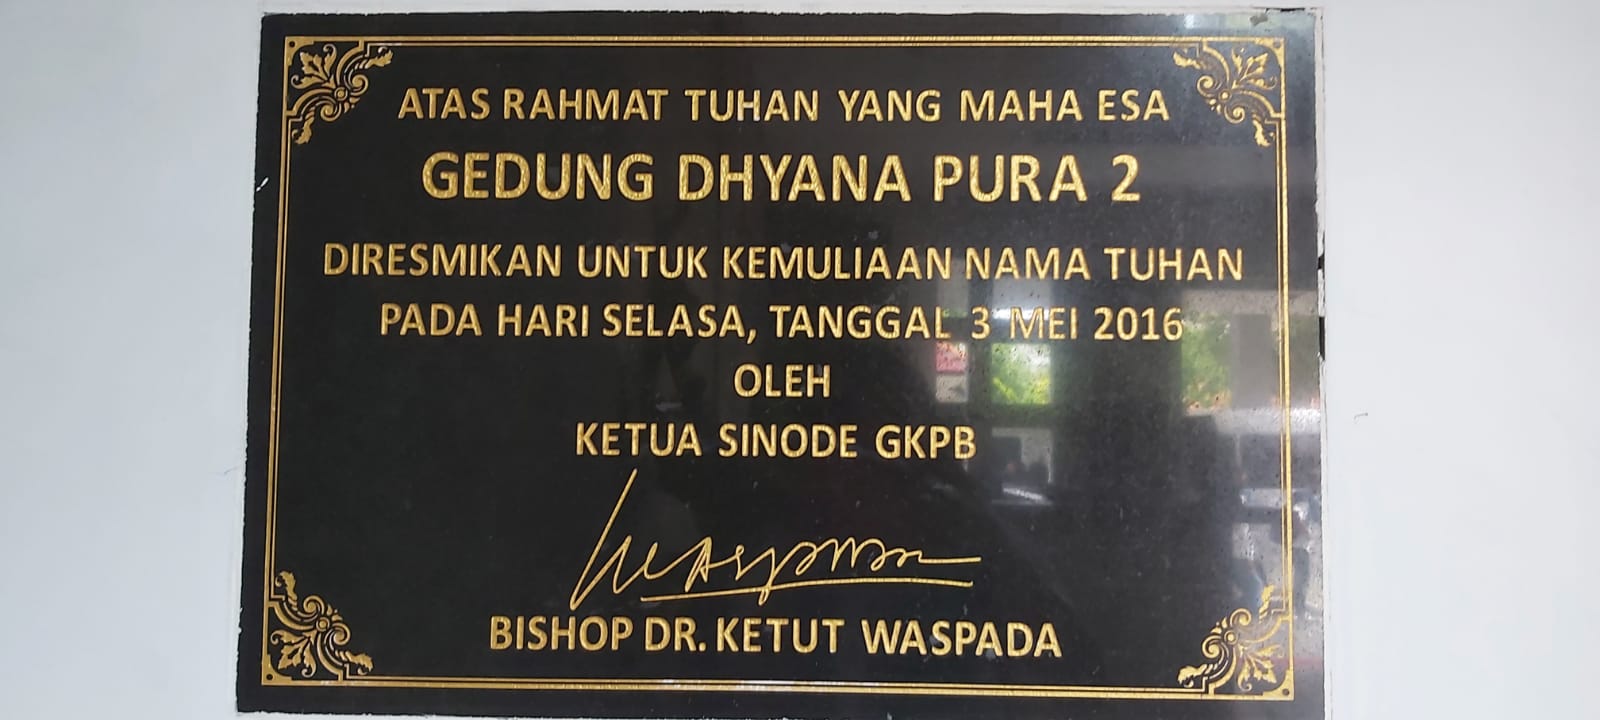 ATAS RAHMAT TUHAN YANG MAHA ESA
GEDUNG DHYANA PURA 2
DIRESMIKAN UNTUK KEMULIAAN NAMA TUHAN
PADA HARI SELASA, TANGGAL 3 MEI 2016
OLEH
KETUA SINODE GKPB
Waspada
BISHOP DR. KETUT WASPADA